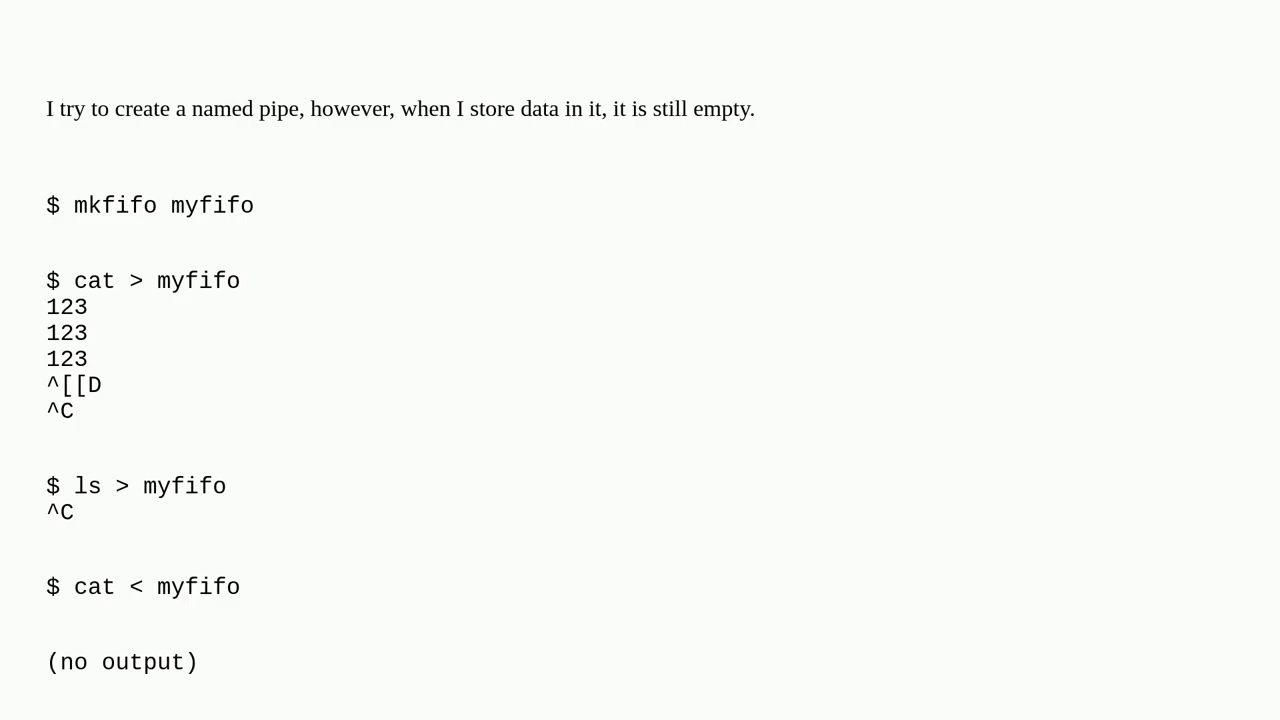 I try to create a named pipe, however, when I store data in it, it is still empty.
$ mkfifo myfifo
$ cat > myfifo
123
123
123
^[[D
^C
$ ls > myfifo
^C
$ cat < myfifo
(no output)